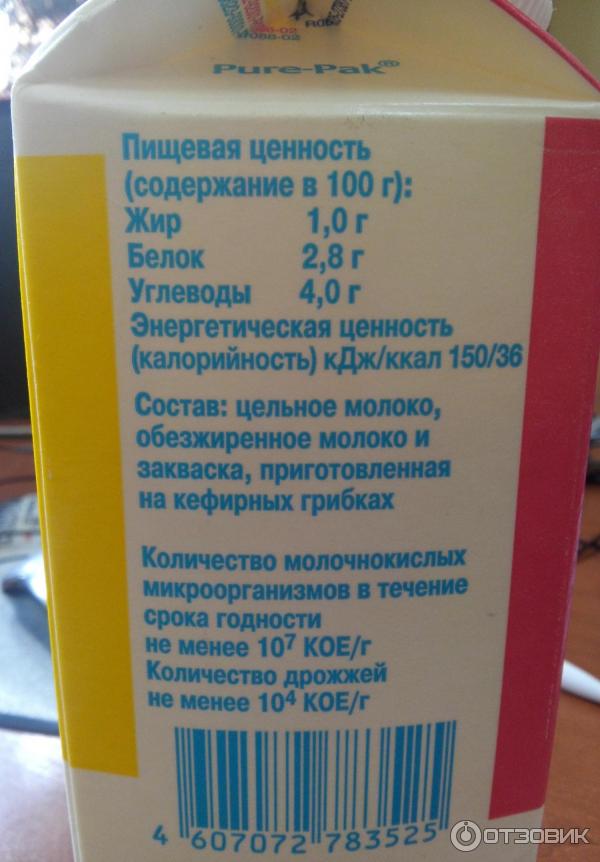 Pure-Pak®
Пищевая ценность
(содержание в 100 г):
Жир 1,0 г
Белок 2,8 г
Углеводы 4,0 г
Энергетическая ценность
(калорийность) кДж/ккал 150/36
Состав: цельное молоко,
обезжиренное молоко и
закваска, приготовленная
на кефирных грибках
Количество молочнокислых
микроорганизмов в течение
срока годности
не менее 10⁷ КОЕ/г
Количество дрожжей
не менее 10⁴ КОЕ/г
4 607072 783525
ОТЗОВИК